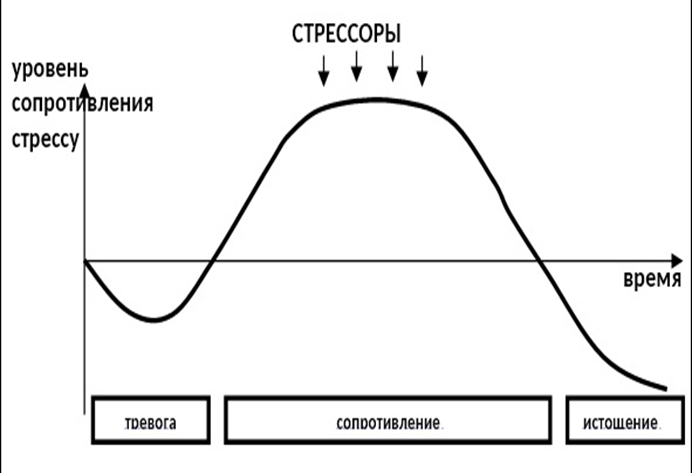 СТРЕССОРЫ
уровень
сопротивления
стрессу
время
тревога
сопротивление
истощение